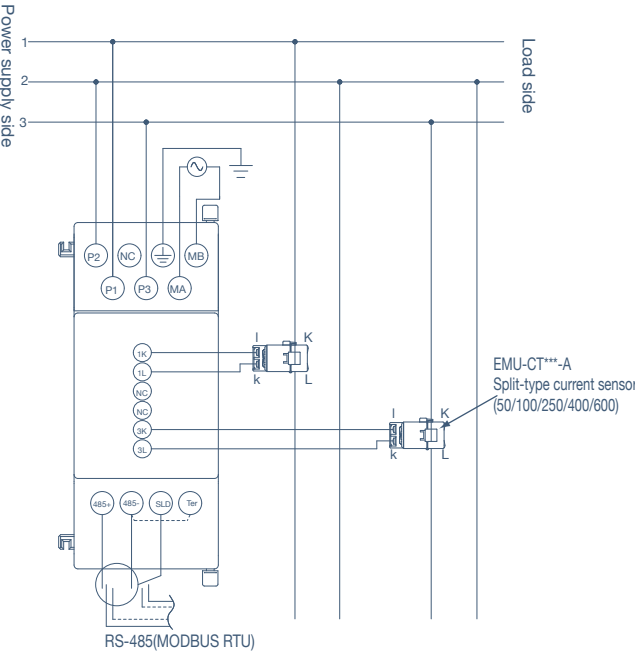 Power supply side
Load side
1
2
3
P2 NC MB
P1 P3 MA
1K
1L
NC
NC
3K
3L
l K
k L
l K
k L
EMU-CT***-A
Split-type current sensor
(50/100/250/400/600)
485+ 485- SLD Ter
RS-485(MODBUS RTU)